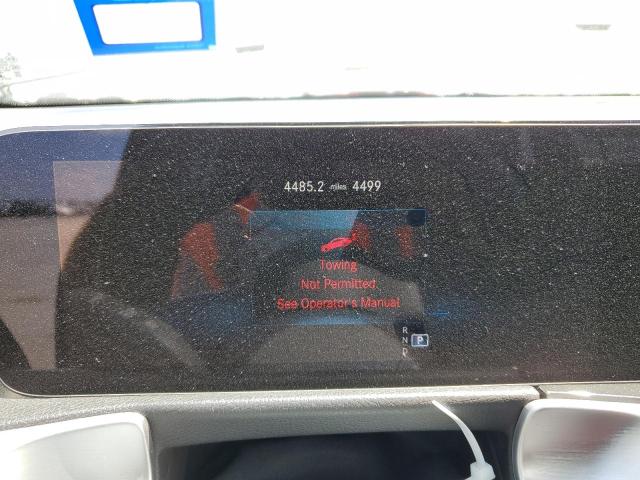 4485.2 miles 4499
Towing
Not Permitted
See Operator's Manual
R
N P
D